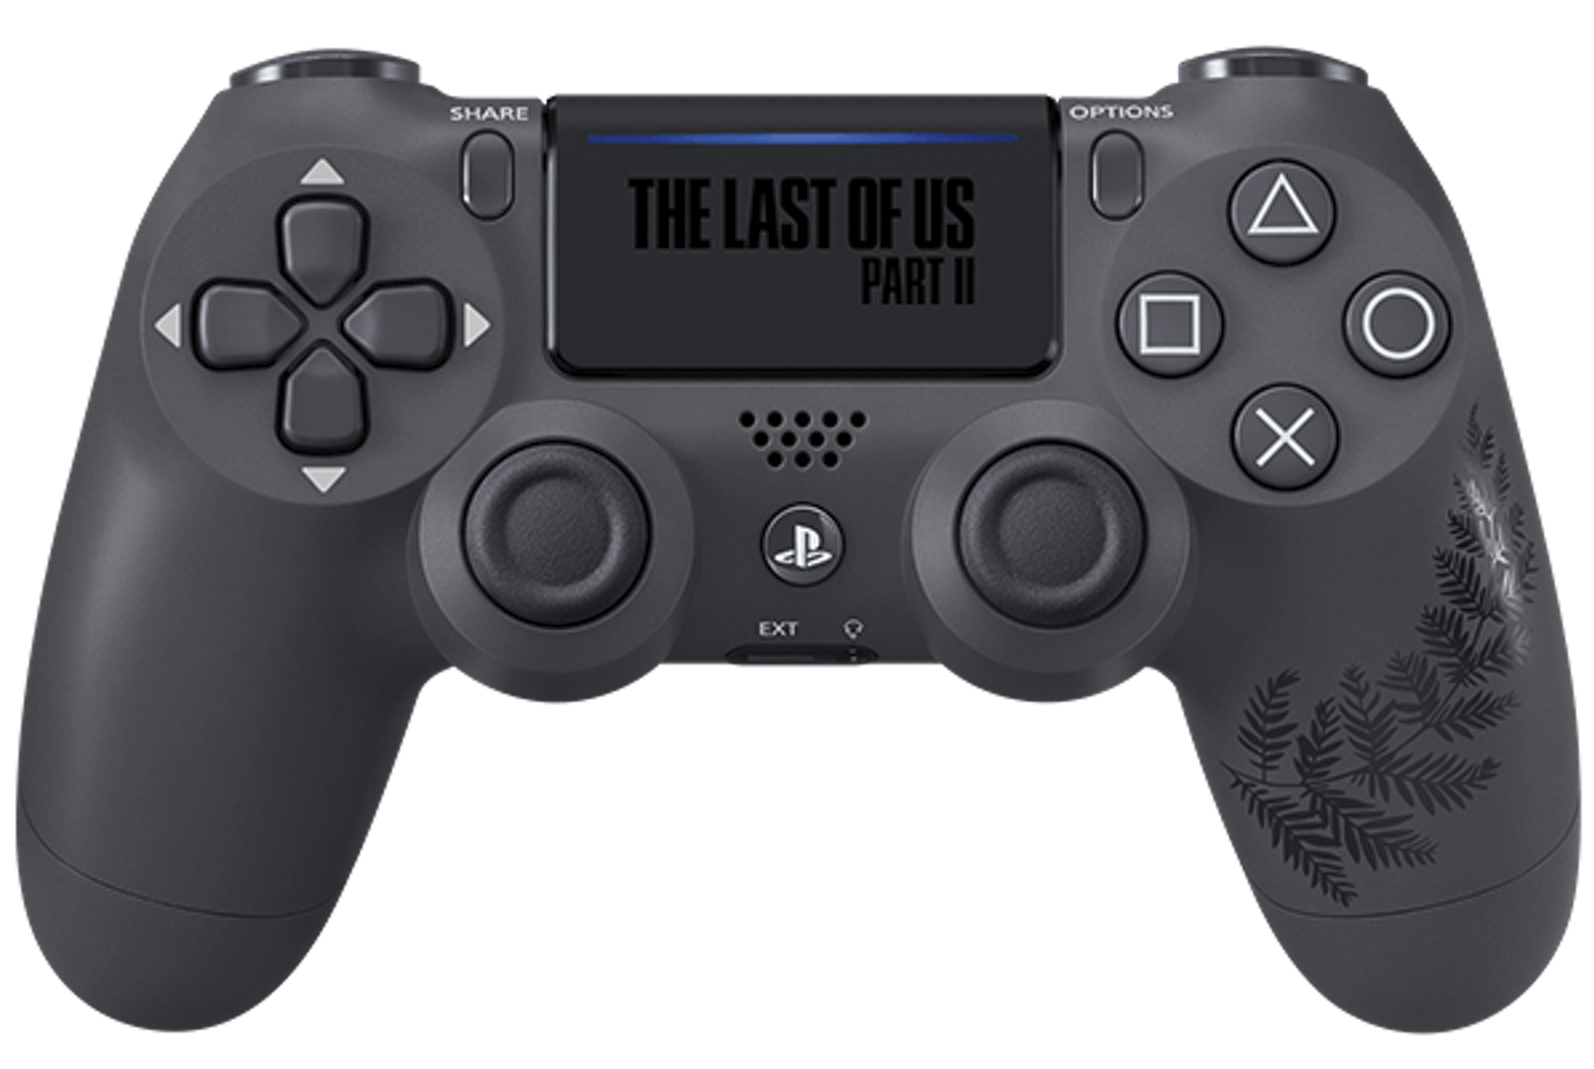 SHARE
OPTIONS
THE LAST OF US
PART II
EXT